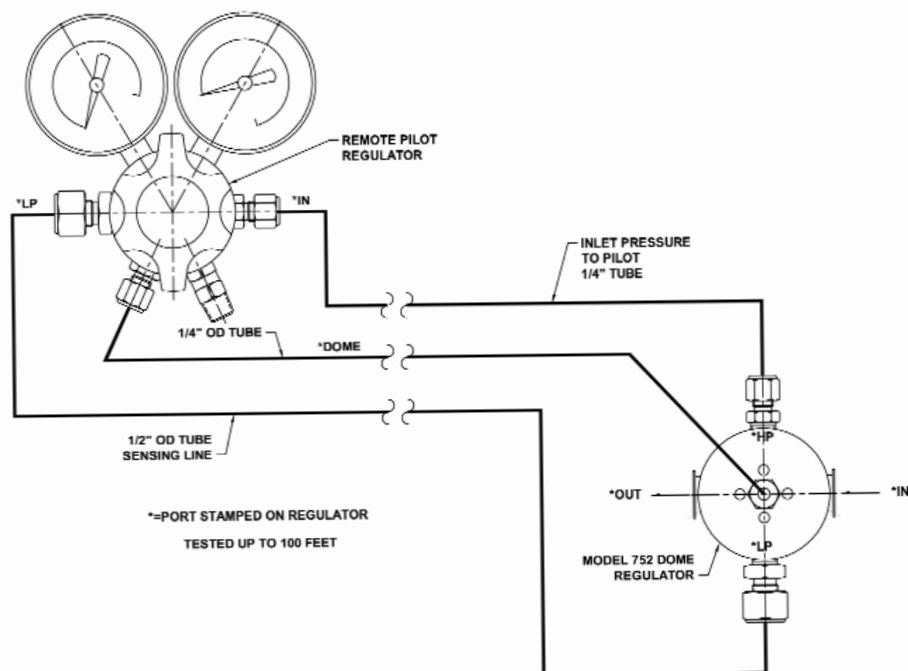 REMOTE PILOT
REGULATOR
*LP
*IN
INLET PRESSURE
TO PILOT
1/4" TUBE
1/4" OD TUBE
*DOME
1/2" OD TUBE
SENSING LINE
*HP
*OUT
*IN
*=PORT STAMPED ON REGULATOR
TESTED UP TO 100 FEET
*LP
MODEL 752 DOME
REGULATOR